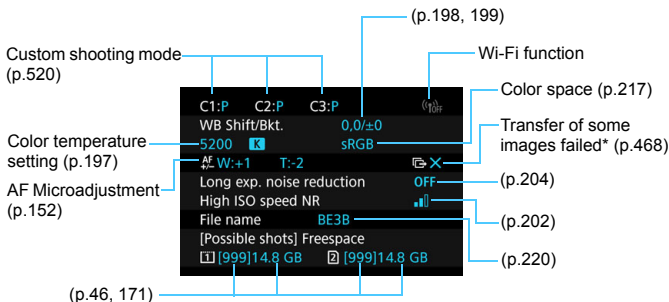 (p.198, 199)
Custom shooting mode
(p.520)
Wi-Fi function
Color space (p.217)
C1:P C2:P C3:P OFF
WB Shift/Bkt. 0,0/±0
Color temperature
setting (p.197)
5200 K sRGB
Transfer of some
images failed* (p.468)
AF +/- W:+1 T:-2
AF Microadjustment
(p.152)
Long exp. noise reduction OFF
(p.204)
High ISO speed NR
(p.202)
File name BE3B
(p.220)
[Possible shots] Freespace
1 [999]14.8 GB 2 [999]14.8 GB
(p.46, 171)